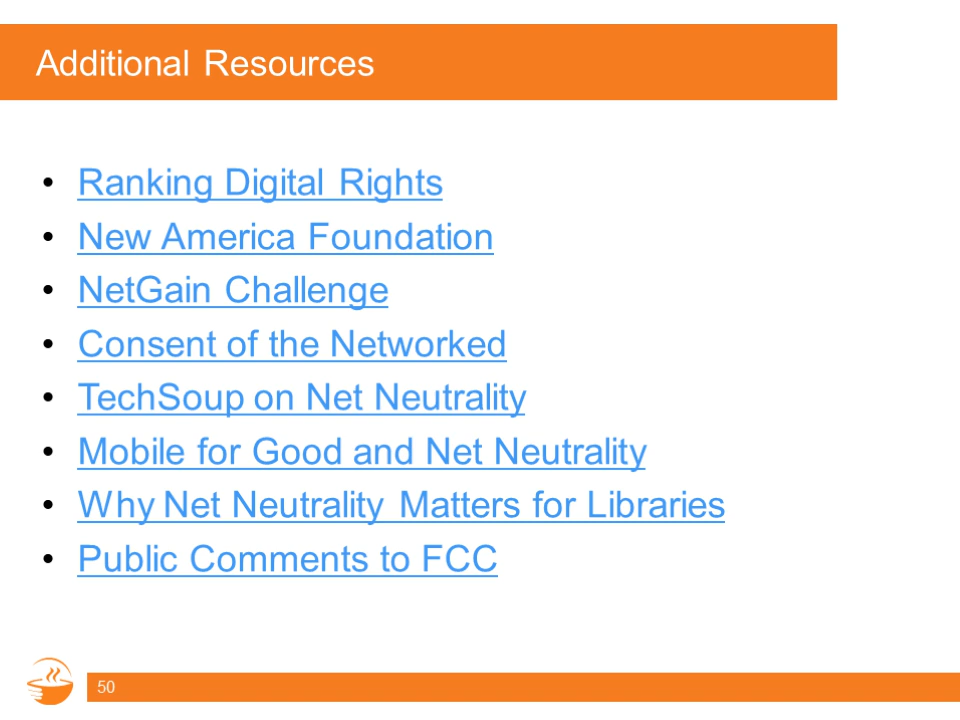 Additional Resources
• Ranking Digital Rights
• New America Foundation
• NetGain Challenge
• Consent of the Networked
• TechSoup on Net Neutrality
• Mobile for Good and Net Neutrality
• Why Net Neutrality Matters for Libraries
• Public Comments to FCC
50